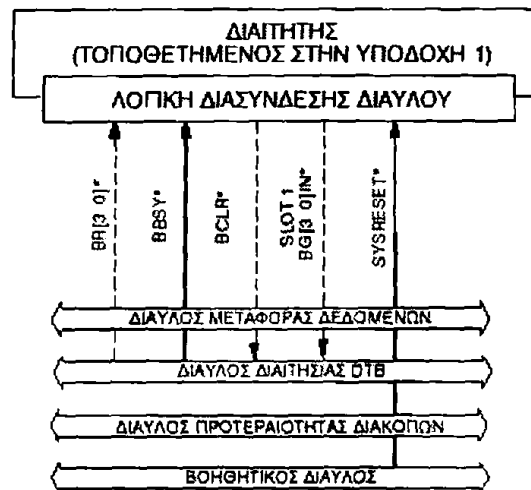 ΔΙΑΙΤΗΤΗΣ
(ΤΟΠΟΘΕΤΗΜΕΝΟΣ ΣΤΗΝ ΥΠΟΔΟΧΗ 1)
ΛΟΓΙΚΗ ΔΙΑΣΥΝΔΕΣΗΣ ΔΙΑΥΛΟΥ
BR[3 0]*
BBSY*
BCLR*
SLOT 1
BG[3 0]IN*
SYSRESET*
ΔΙΑΥΛΟΣ ΜΕΤΑΦΟΡΑΣ ΔΕΔΟΜΕΝΩΝ
ΔΙΑΥΛΟΣ ΔΙΑΙΤΗΣΙΑΣ DTB
ΔΙΑΥΛΟΣ ΠΡΟΤΕΡΑΙΟΤΗΤΑΣ ΔΙΑΚΟΠΩΝ
ΒΟΗΘΗΤΙΚΟΣ ΔΙΑΥΛΟΣ